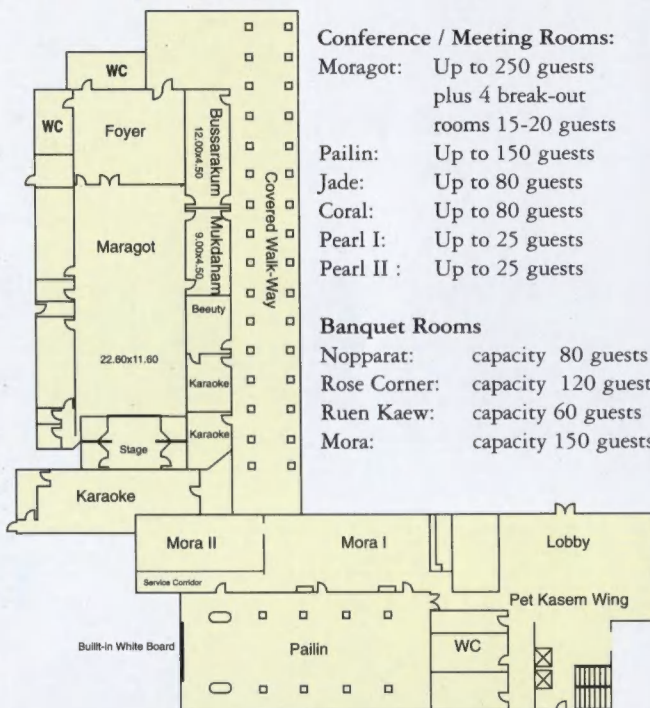 Conference / Meeting Rooms:
Moragot: Up to 250 guests
plus 4 break-out
rooms 15-20 guests
Pailin: Up to 150 guests
Jade: Up to 80 guests
Coral: Up to 80 guests
Pearl I: Up to 25 guests
Pearl II : Up to 25 guests
Banquet Rooms
Nopparat: capacity 80 guests
Rose Corner: capacity 120 guest
Ruen Kaew: capacity 60 guests
Mora: capacity 150 guests
WC
WC
Foyer
Bussarakum
12.00x4.50
Covered Walk-Way
Maragot
Mukdaham
9.00x4.50
Beeuty
22.60x11.60
Karaoke
Karaoke
Stage
Karaoke
Mora II
Mora I
Lobby
Service Corridor
Pet Kasem Wing
Builit-in White Board
Pailin
WC